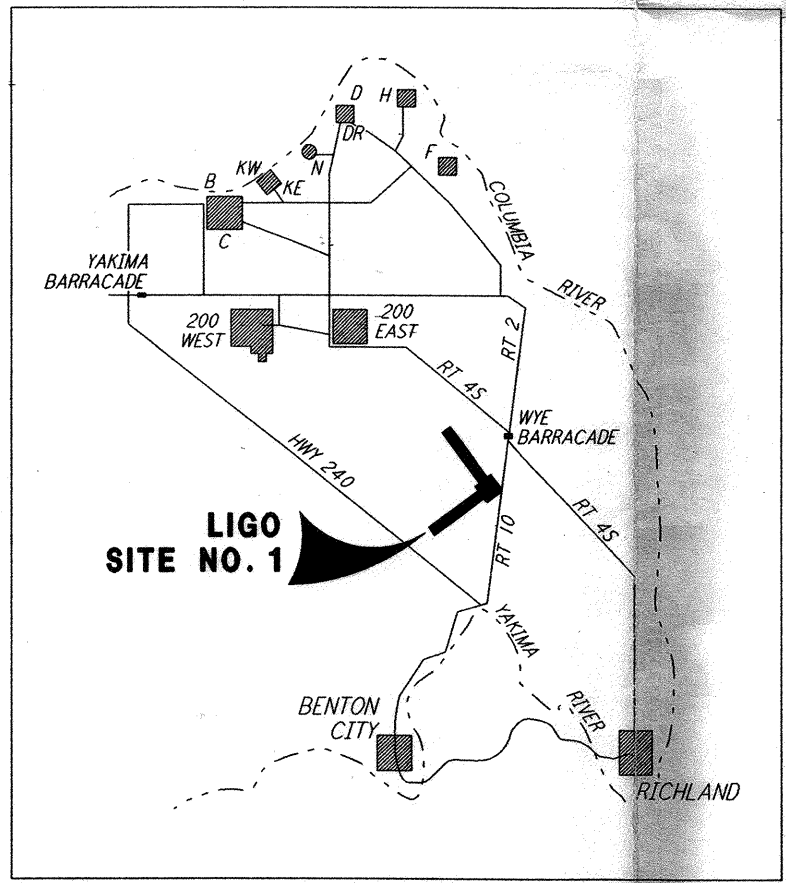 D
H
DR
N
F
KW
KE
B
C
COLUMBIA
RIVER
YAKIMA
BARRACADE
200
WEST
200
EAST
RT 2
RT 4S
WYE
BARRACADE
HWY 240
LIGO
SITE NO. 1
RT 10
RT 4S
YAKIMA
RIVER
BENTON
CITY
RICHLAND